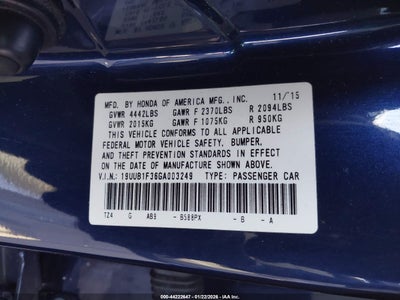 MFD. BY HONDA OF AMERICA MFG., INC. 11/15
GVWR 4442LBS GAWR F 2370LBS R 2094LBS
GVWR 2015KG GAWR F 1075KG R 950KG
THIS VEHICLE CONFORMS TO ALL APPLICABLE
FEDERAL MOTOR VEHICLE SAFETY, BUMPER,
AND THEFT PREVENTION STANDARDS IN EFFECT
ON THE DATE OF MANUFACTURE SHOWN ABOVE.
V.I.N.: 19UUB1F36GA003249 TYPE: PASSENGER CAR
TZ4 G AB9 - B588PX - B - A
000-44222647 - 01/22/2026 - IAA Inc.